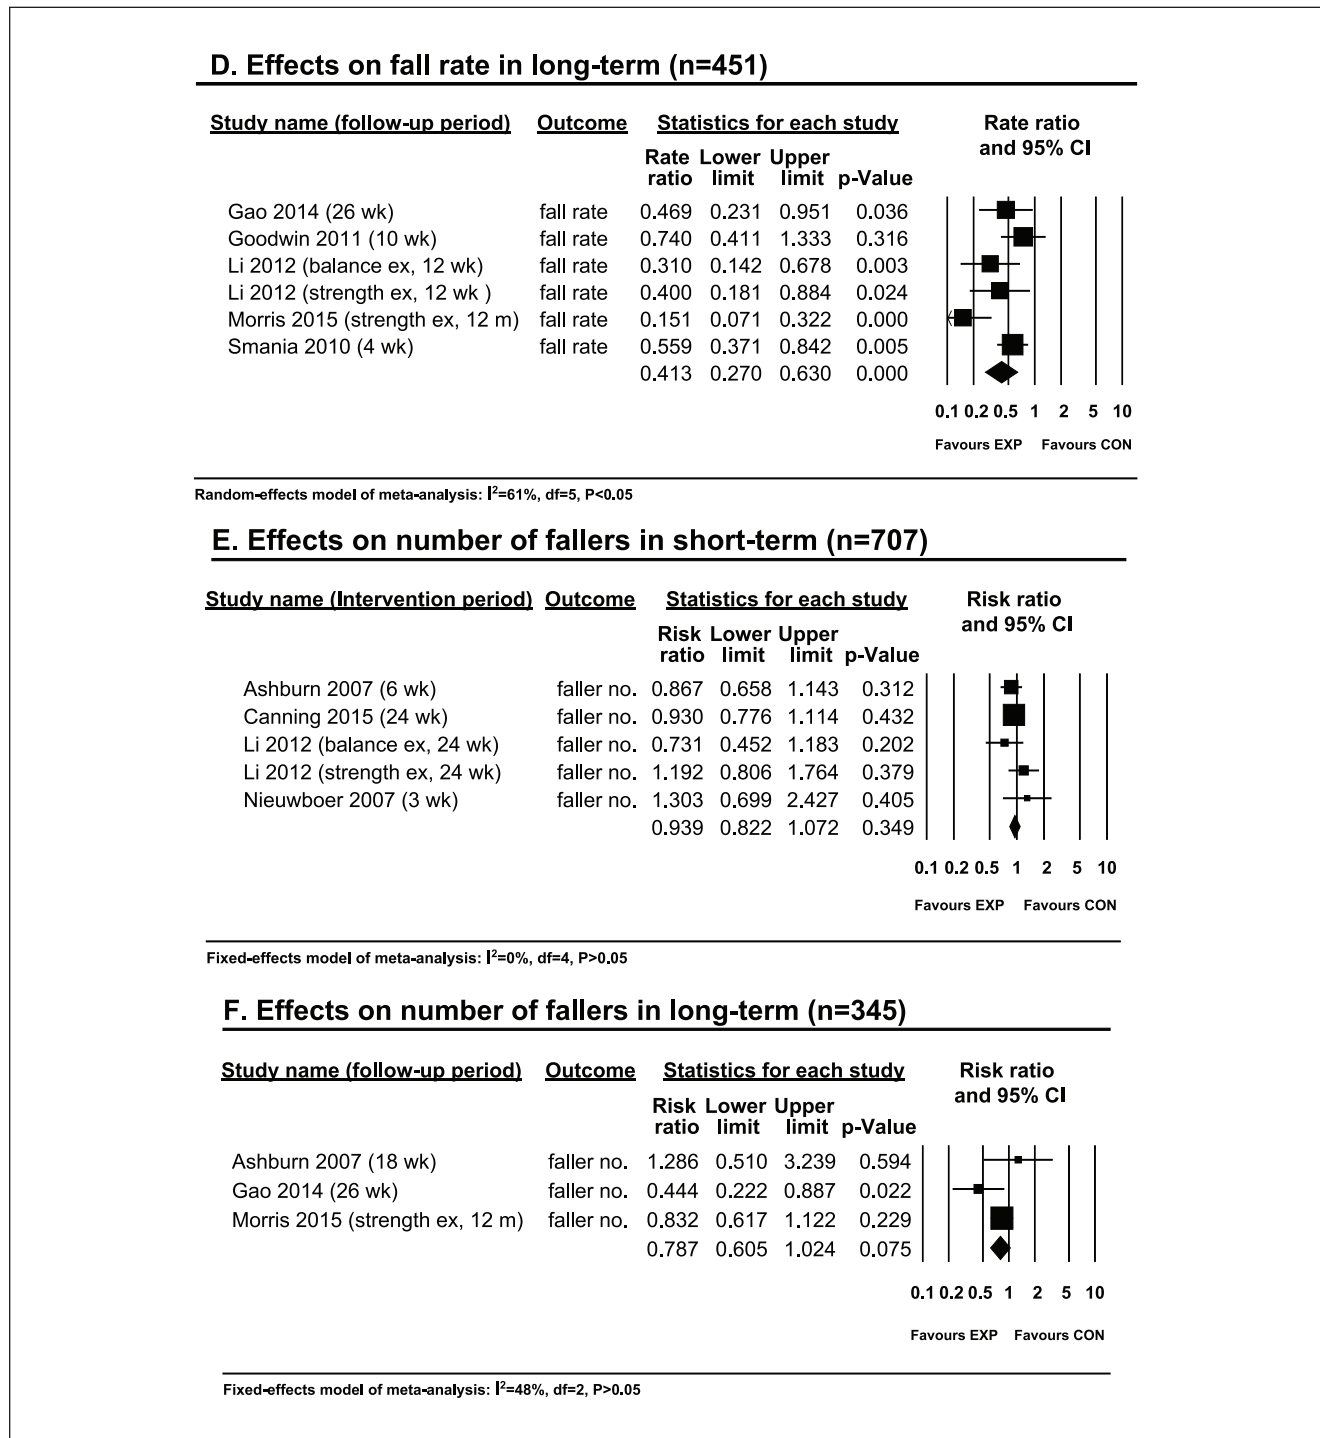 D. Effects on fall rate in long-term (n=451)
Study name (follow-up period) Outcome Statistics for each study Rate ratio
and 95% CI
Rate Lower Upper
ratio limit limit p-Value
Gao 2014 (26 wk) fall rate 0.469 0.231 0.951 0.036
Goodwin 2011 (10 wk) fall rate 0.740 0.411 1.333 0.316
Li 2012 (balance ex, 12 wk) fall rate 0.310 0.142 0.678 0.003
Li 2012 (strength ex, 12 wk ) fall rate 0.400 0.181 0.884 0.024
Morris 2015 (strength ex, 12 m) fall rate 0.151 0.071 0.322 0.000
Smania 2010 (4 wk) fall rate 0.559 0.371 0.842 0.005
0.413 0.270 0.630 0.000
0.1 0.2 0.5 1 2 5 10
Favours EXP Favours CON
Random-effects model of meta-analysis: I²=61%, df=5, P<0.05
E. Effects on number of fallers in short-term (n=707)
Study name (Intervention period) Outcome Statistics for each study Risk ratio
and 95% CI
Risk Lower Upper
ratio limit limit p-Value
Ashburn 2007 (6 wk) faller no. 0.867 0.658 1.143 0.312
Canning 2015 (24 wk) faller no. 0.930 0.776 1.114 0.432
Li 2012 (balance ex, 24 wk) faller no. 0.731 0.452 1.183 0.202
Li 2012 (strength ex, 24 wk) faller no. 1.192 0.806 1.764 0.379
Nieuwboer 2007 (3 wk) faller no. 1.303 0.699 2.427 0.405
0.939 0.822 1.072 0.349
0.1 0.2 0.5 1 2 5 10
Favours EXP Favours CON
Fixed-effects model of meta-analysis: I²=0%, df=4, P>0.05
F. Effects on number of fallers in long-term (n=345)
Study name (follow-up period) Outcome Statistics for each study Risk ratio
and 95% CI
Risk Lower Upper
ratio limit limit p-Value
Ashburn 2007 (18 wk) faller no. 1.286 0.510 3.239 0.594
Gao 2014 (26 wk) faller no. 0.444 0.222 0.887 0.022
Morris 2015 (strength ex, 12 m) faller no. 0.832 0.617 1.122 0.229
0.787 0.605 1.024 0.075
0.1 0.2 0.5 1 2 5 10
Favours EXP Favours CON
Fixed-effects model of meta-analysis: I²=48%, df=2, P>0.05